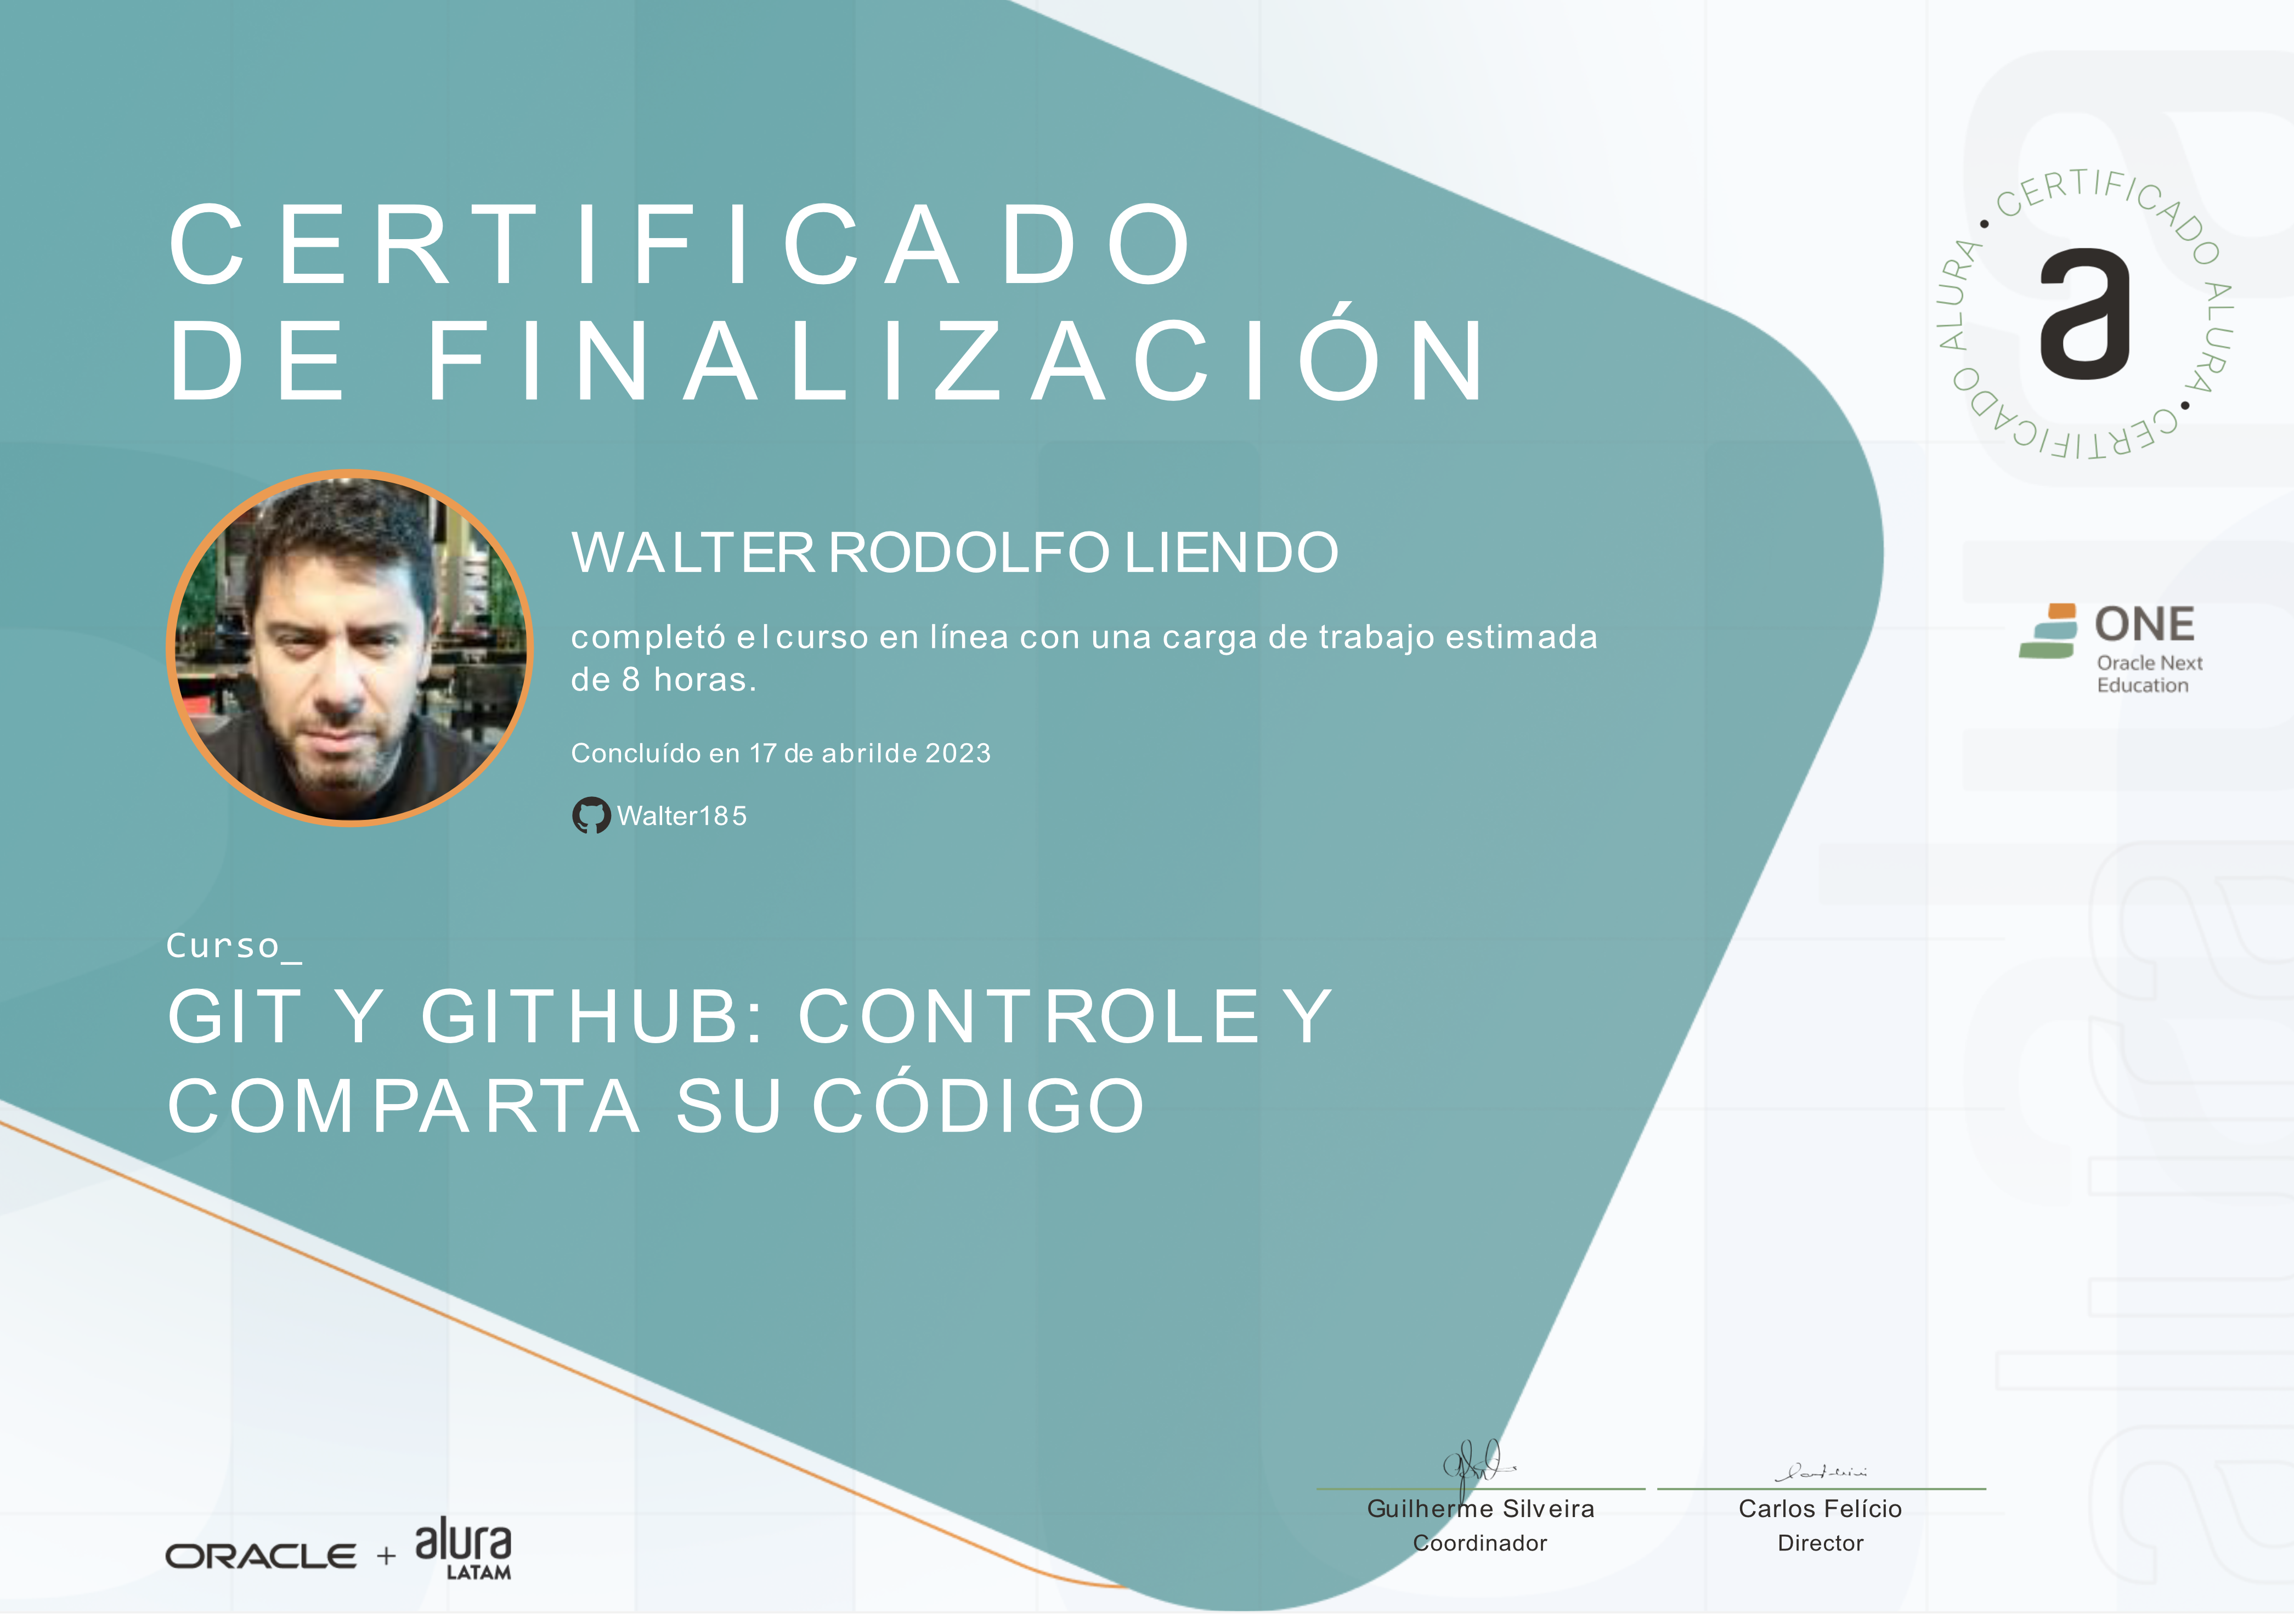 CERTIFICADO
DE FINALIZACIÓN
CERTIFICADO ALURA • CERTIFICADO ALURA •
a
WALTER RODOLFO LIENDO
completó el curso en línea con una carga de trabajo estimada
de 8 horas.
ONE
Oracle Next
Education
Concluído en 17 de abril de 2023
Walter185
Curso_
GIT Y GITHUB: CONTROLE Y
COMPARTA SU CÓDIGO
Guilherme Silveira
Coordinador
Carlos Felício
Director
ORACLE + alura
LATAM
alura